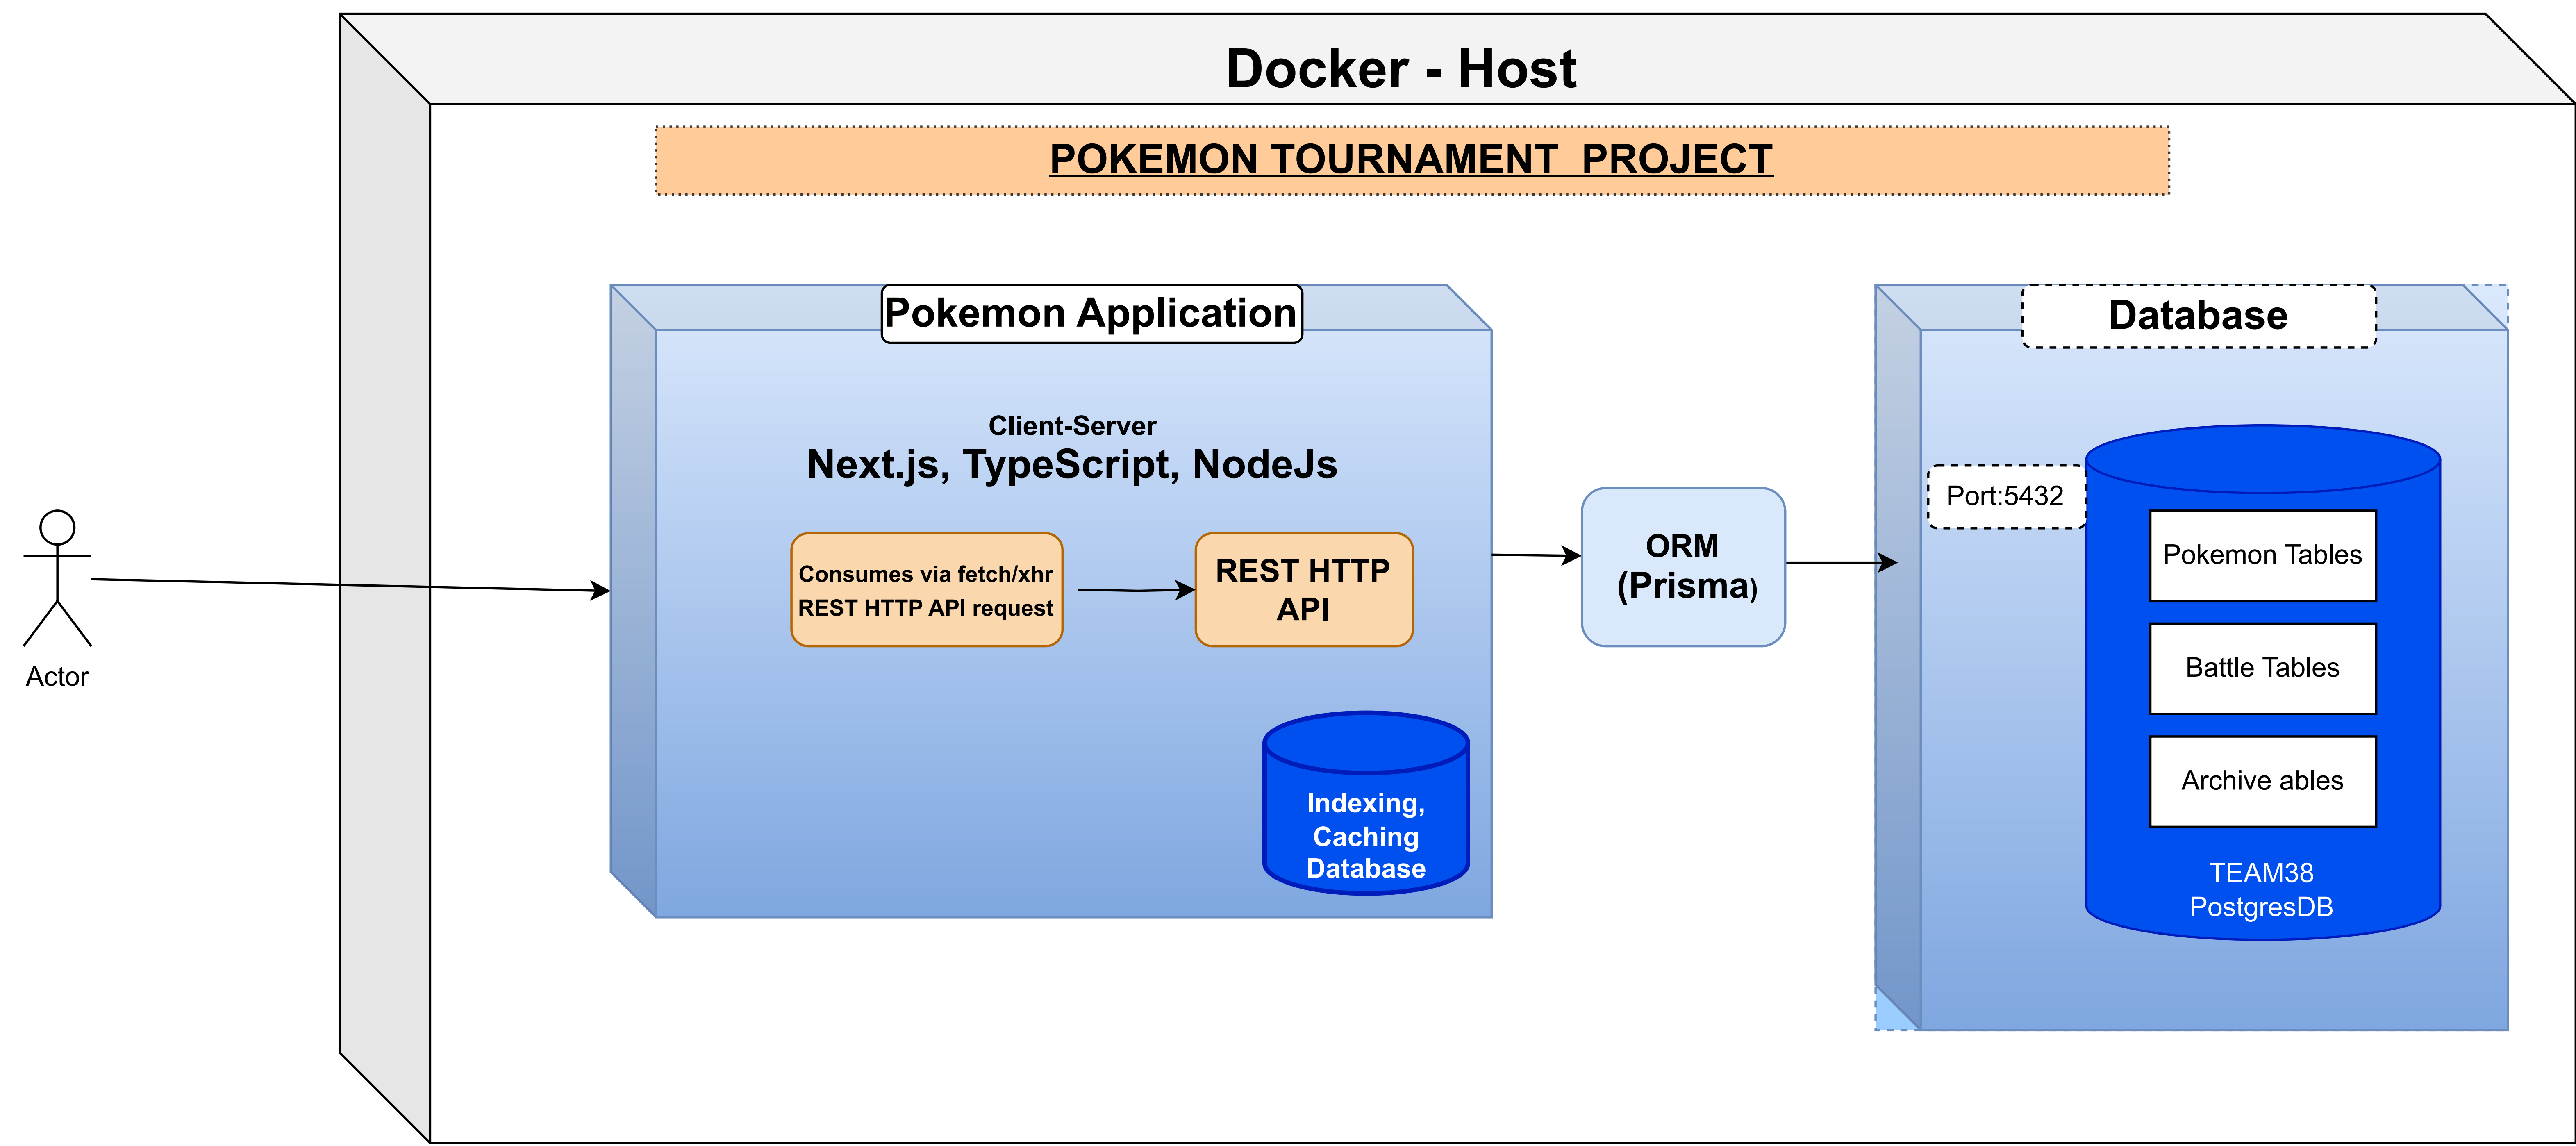 Docker - Host
POKEMON TOURNAMENT  PROJECT
Pokemon Application
Client-Server
Next.js, TypeScript, NodeJs
Consumes via fetch/xhr
REST HTTP API request
REST HTTP
API
Indexing,
Caching
Database
Actor
ORM
(Prisma)
Database
Port:5432
Pokemon Tables
Battle Tables
Archive ables
TEAM38
PostgresDB